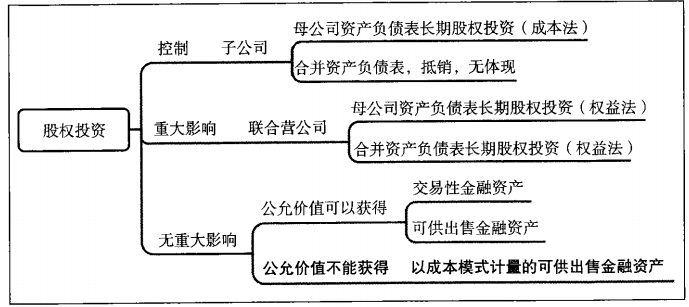 母公司资产负债表长期股权投资（成本法）
控制 子公司
合并资产负债表，抵销，无体现
母公司资产负债表长期股权投资（权益法）
股权投资 重大影响 联合营公司
合并资产负债表长期股权投资（权益法）
交易性金融资产
公允价值可以获得
可供出售金融资产
无重大影响
公允价值不能获得 以成本模式计量的可供出售金融资产